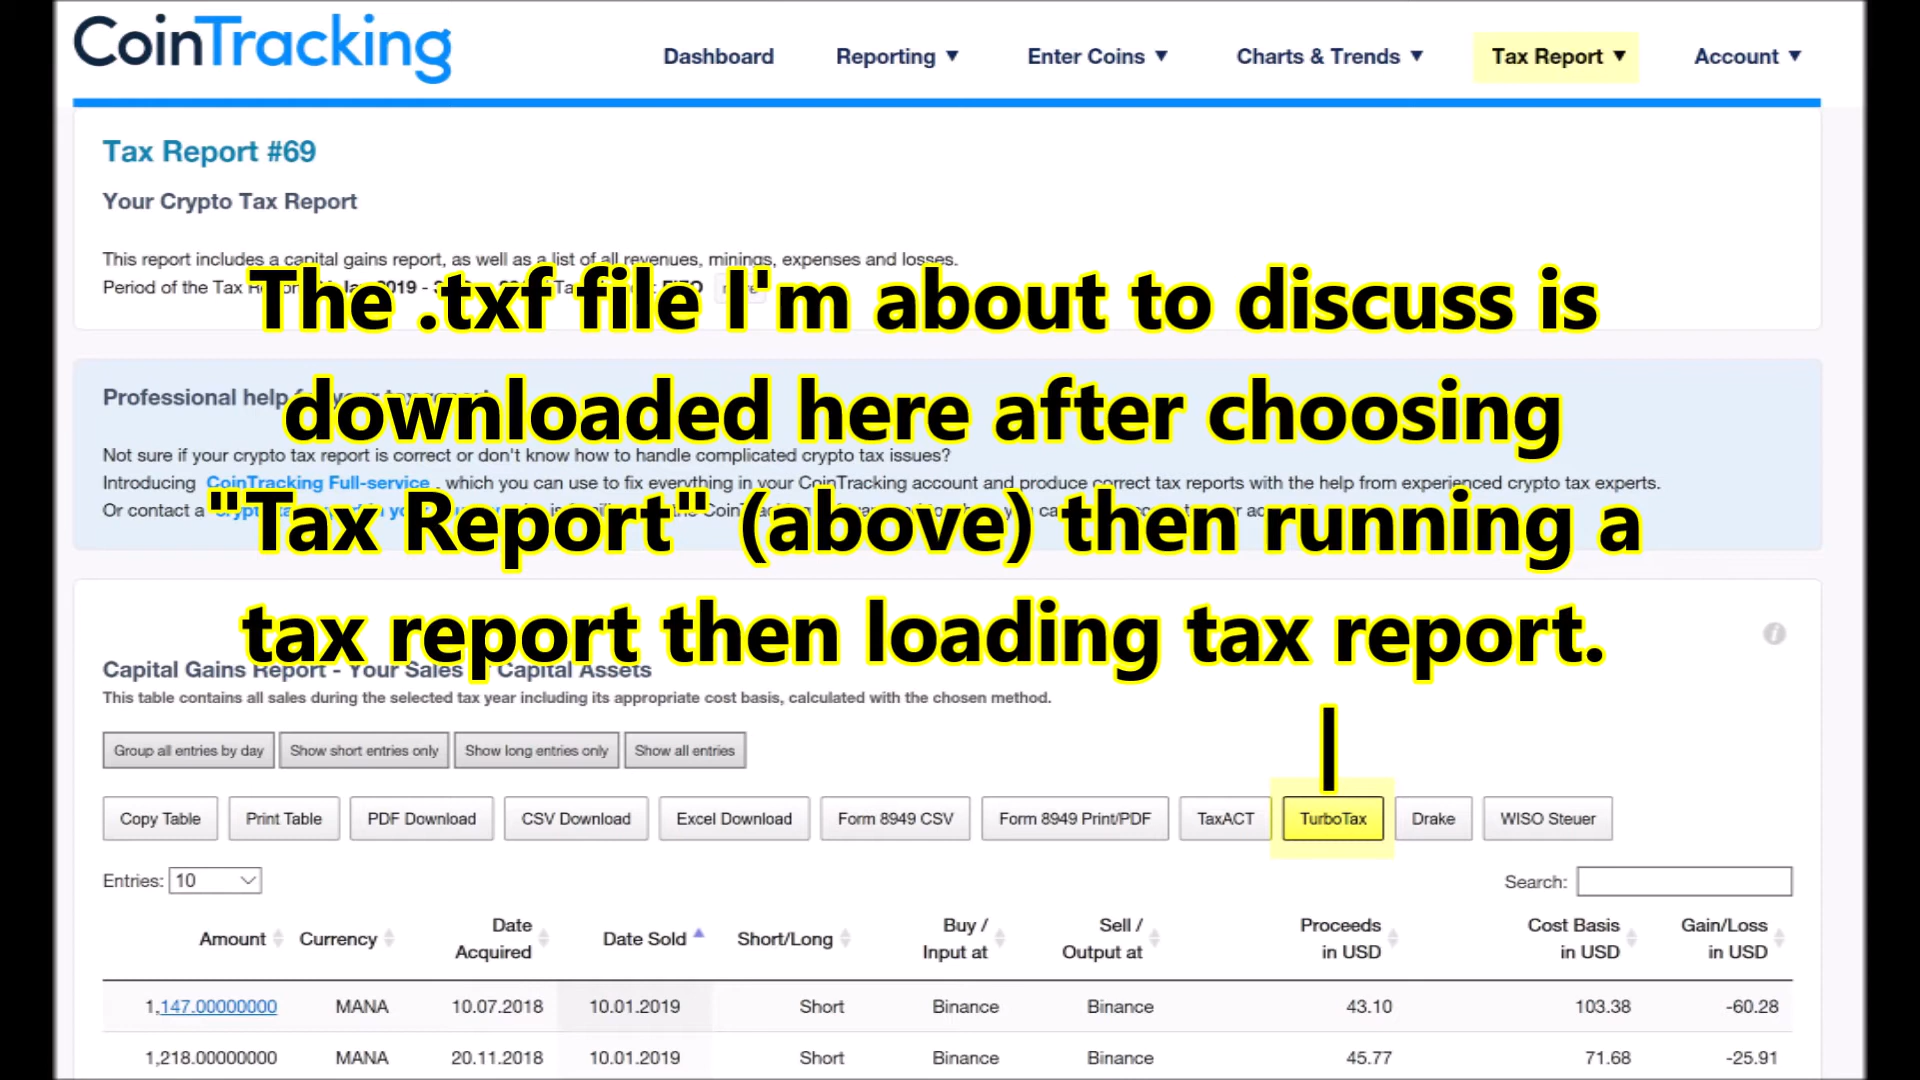 CoinTracking
Dashboard Reporting ▼ Enter Coins ▼ Charts & Trends ▼ Tax Report ▼ Account ▼
Tax Report #69
Your Crypto Tax Report
This report includes a capital gains report, as well as a list of all revenues, minings, expenses and losses.
Period of the Tax 2019 -
The .txf file I'm about to discuss is
Professional help
downloaded here after choosing
Not sure if your crypto tax report is correct or don't know how to handle complicated crypto tax issues?
Introducing CoinTracking Full-service , which you can use to fix everything in your CoinTracking account and produce correct tax reports with the help from experienced crypto tax experts.
Or contact a
"Tax Report" (above) then running a
tax report then loading tax report.
Capital Gains Report - Your Sales Capital Assets
This table contains all sales during the selected tax year including its appropriate cost basis, calculated with the chosen method.
Group all entries by day Show short entries only Show long entries only Show all entries
Copy Table Print Table PDF Download CSV Download Excel Download Form 8949 CSV Form 8949 Print/PDF TaxACT TurboTax Drake WISO Steuer
Entries: 10 Search:
Amount Currency Date Acquired Date Sold Short/Long Buy / Input at Sell / Output at Proceeds in USD Cost Basis in USD Gain/Loss in USD
1,147.00000000 MANA 10.07.2018 10.01.2019 Short Binance Binance 43.10 103.38 -60.28
1,218.00000000 MANA 20.11.2018 10.01.2019 Short Binance Binance 45.77 71.68 -25.91